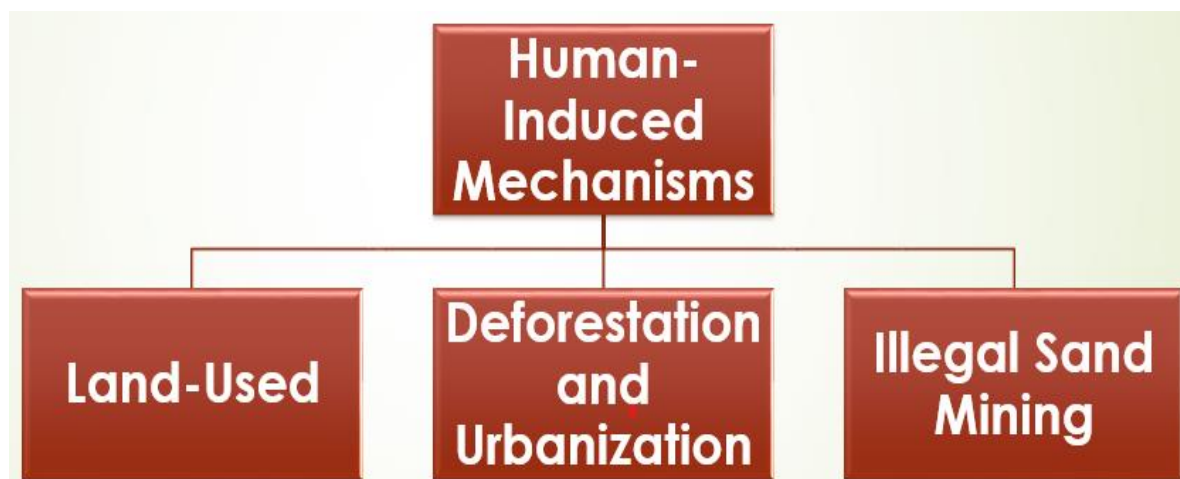 Human-
Induced
Mechanisms
Land-Used
Deforestation
and
Urbanization
Illegal Sand
Mining